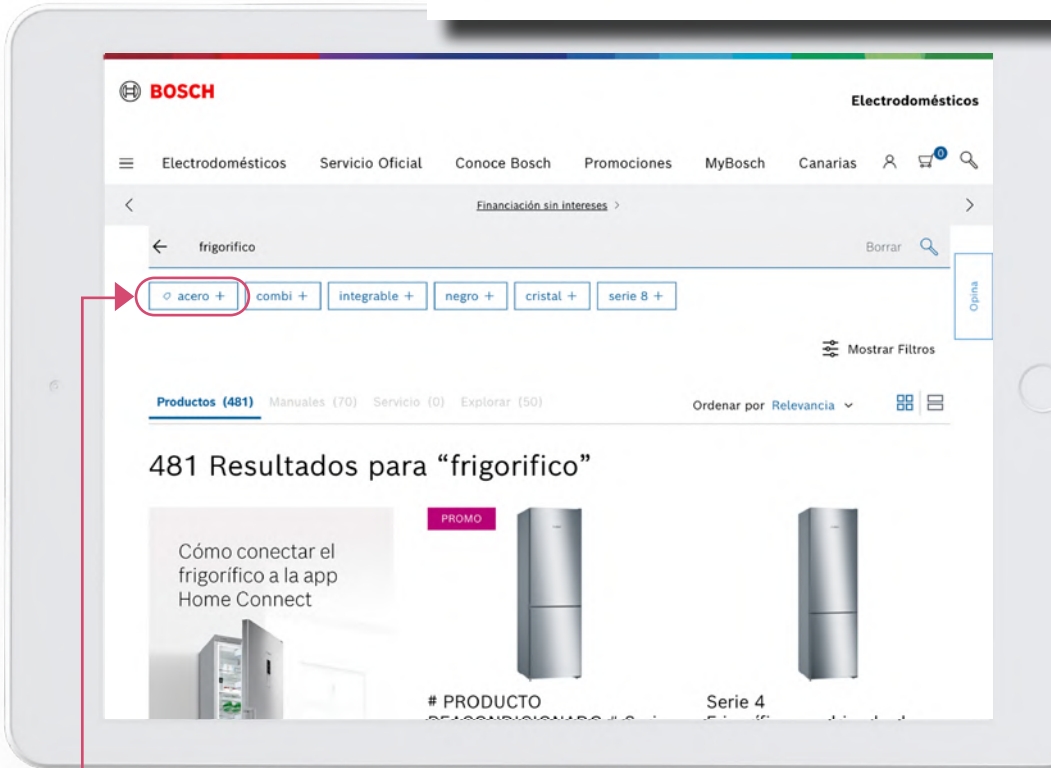 BOSCH
Electrodomésticos
Electrodomésticos Servicio Oficial Conoce Bosch Promociones MyBosch Canarias 0
Financiación sin intereses >
frigorifico Borrar
acero + combi + integrable + negro + cristal + serie 8 +
Opina
Mostrar Filtros
Productos (481) Manuales (70) Servicio (0) Explorar (50) Ordenar por Relevancia
481 Resultados para “frigorifico”
PROMO
Cómo conectar el
frigorífico a la app
Home Connect
# PRODUCTO
Serie 4